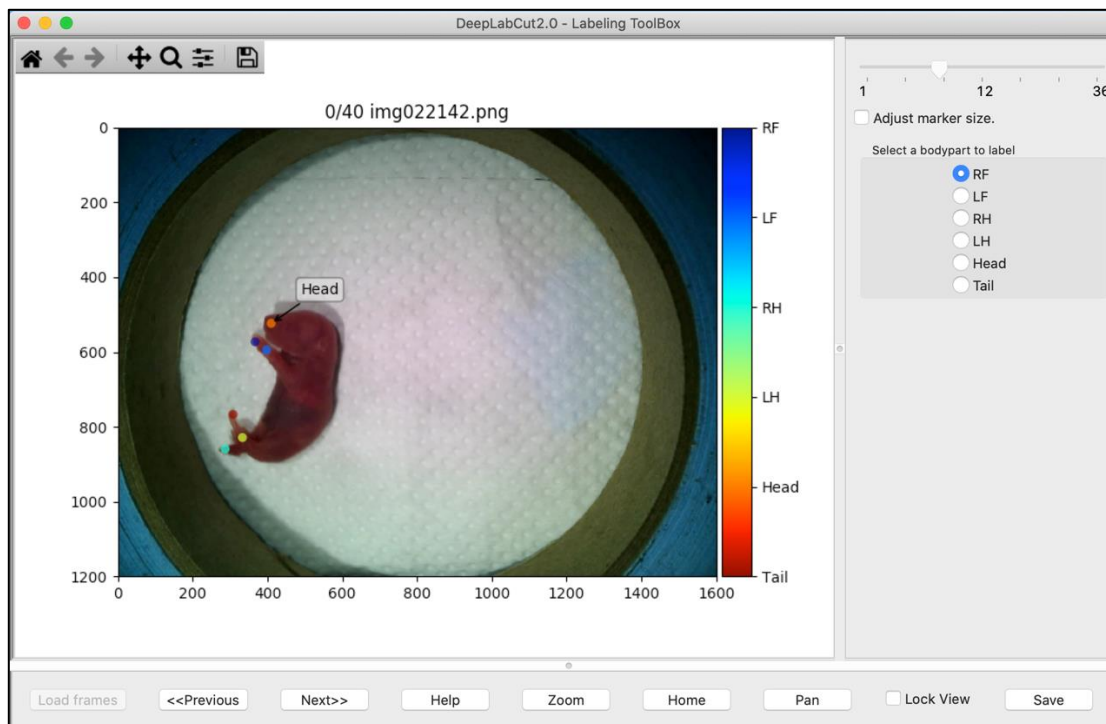 DeepLabCut2.0 - Labeling ToolBox
0/40 img022142.png
0
200
400
600
800
1000
1200
0
200
400
600
800
1000
1200
1400
1600
Head
RF
LF
RH
LH
Head
Tail
1
12
36
Adjust marker size.
Select a bodypart to label
RF
LF
RH
LH
Head
Tail
Load frames
<<Previous
Next>>
Help
Zoom
Home
Pan
Lock View
Save